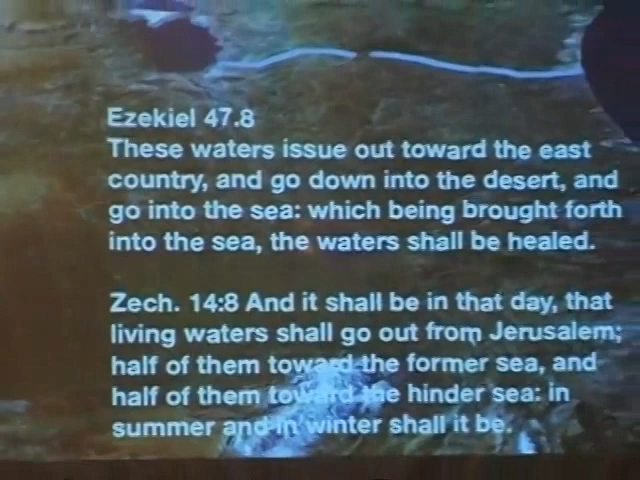 Ezekiel 47.8
These waters issue out toward the east
country, and go down into the desert, and
go into the sea: which being brought forth
into the sea, the waters shall be healed.
Zech. 14:8 And it shall be in that day, that
living waters shall go out from Jerusalem;
half of them toward the former sea, and
half of them toward the hinder sea: in
summer and in winter shall it be.